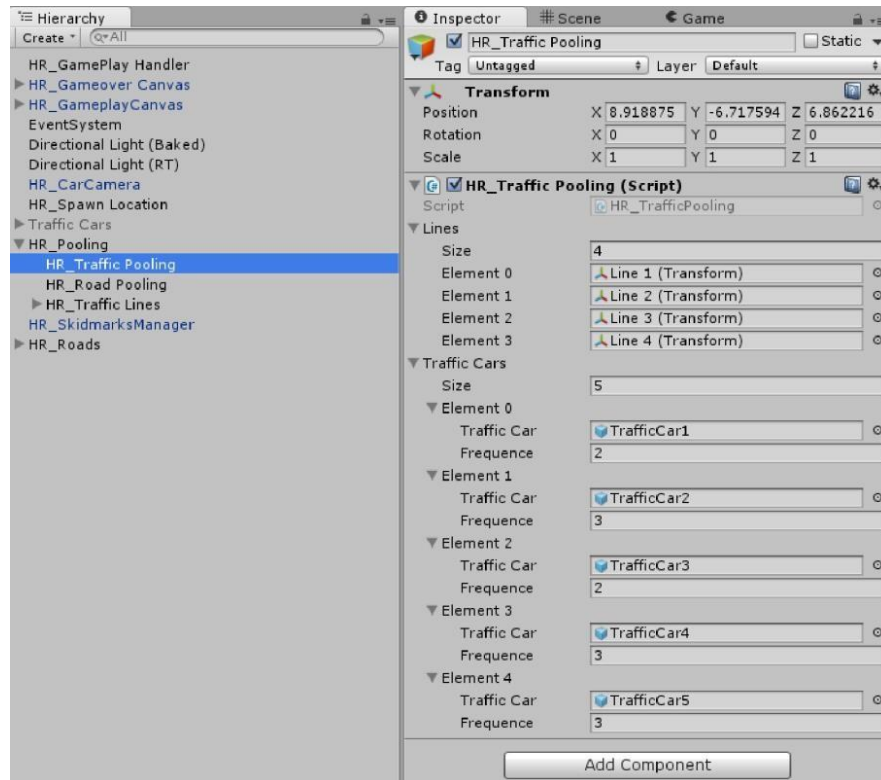 Hierarchy
Create
All
HR_GamePlay Handler
HR_Gameover Canvas
HR_GameplayCanvas
EventSystem
Directional Light (Baked)
Directional Light (RT)
HR_CarCamera
HR_Spawn Location
Traffic Cars
HR_Pooling
HR_Traffic Pooling
HR_Road Pooling
HR_Traffic Lines
HR_SkidmarksManager
HR_Roads
Inspector Scene Game
HR_Traffic Pooling Static
Tag Untagged Layer Default
Transform
Position X 8.918875 Y -6.717594 Z 6.862216
Rotation X 0 Y 0 Z 0
Scale X 1 Y 1 Z 1
HR_Traffic Pooling (Script)
Script HR_TrafficPooling
Lines
Size 4
Element 0 Line 1 (Transform)
Element 1 Line 2 (Transform)
Element 2 Line 3 (Transform)
Element 3 Line 4 (Transform)
Traffic Cars
Size 5
Element 0
Traffic Car TrafficCar1
Frequence 2
Element 1
Traffic Car TrafficCar2
Frequence 3
Element 2
Traffic Car TrafficCar3
Frequence 2
Element 3
Traffic Car TrafficCar4
Frequence 3
Element 4
Traffic Car TrafficCar5
Frequence 3
Add Component